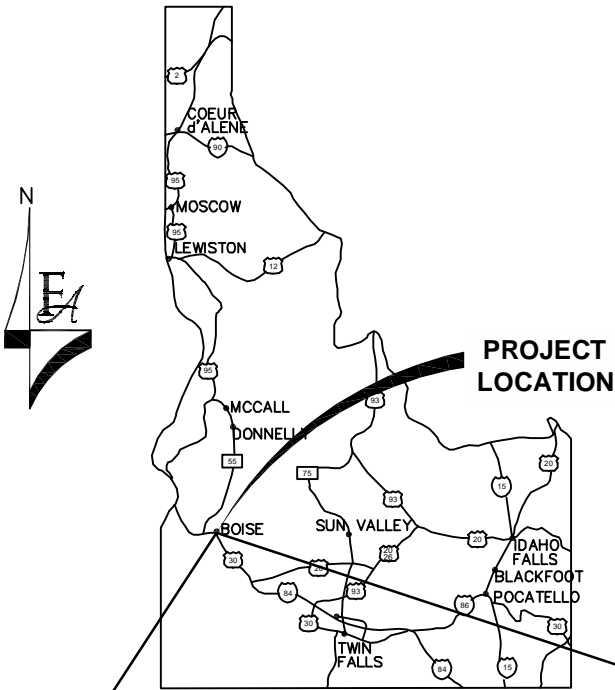 2
COEUR
d'ALENE
90
95
MOSCOW
N
95
LEWISTON
12
EA
PROJECT
LOCATION
95
93
MCCALL
DONNELLY
55
75
20
15
93
BOISE
SUN VALLEY
20
IDAHO
FALLS
30
20
26
26
BLACKFOOT
84
93
86
POCATELLO
30
30
TWIN
FALLS
84
15